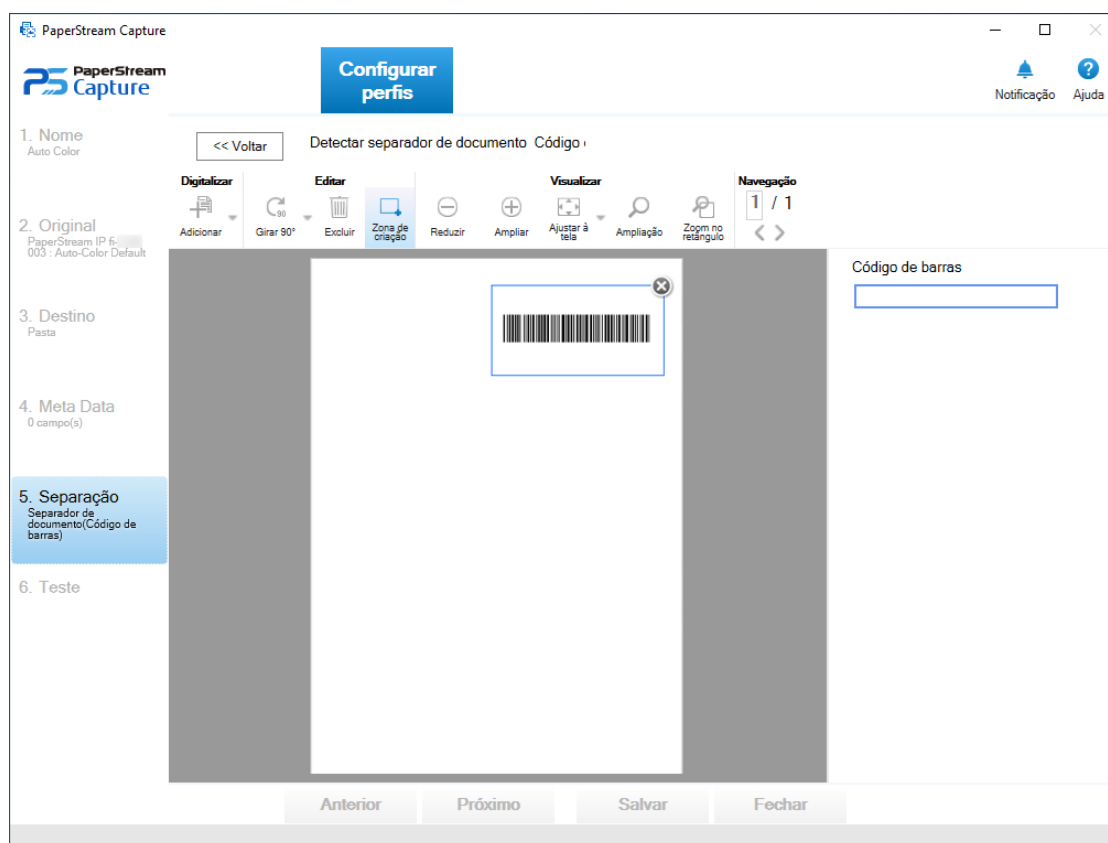 PaperStream Capture
PaperStream
Capture
Configurar
perfis
Notificação
Ajuda
1. Nome
Auto Color
<< Voltar
Detectar separador de documento Código
Digitalizar
Editar
Visualizar
Navegação
90
1 / 1
Adicionar
Girar 90°
Excluir
Zona de
criação
Reduzir
Ampliar
Ajustar à
tela
Ampliação
Zoom no
retângulo
2. Original
PaperStream IP fi-
003 : Auto-Color Default
Código de barras
3. Destino
Pasta
4. Meta Data
0 campo(s)
5. Separação
Separador de
documento(Código de
barras)
6. Teste
Anterior
Próximo
Salvar
Fechar